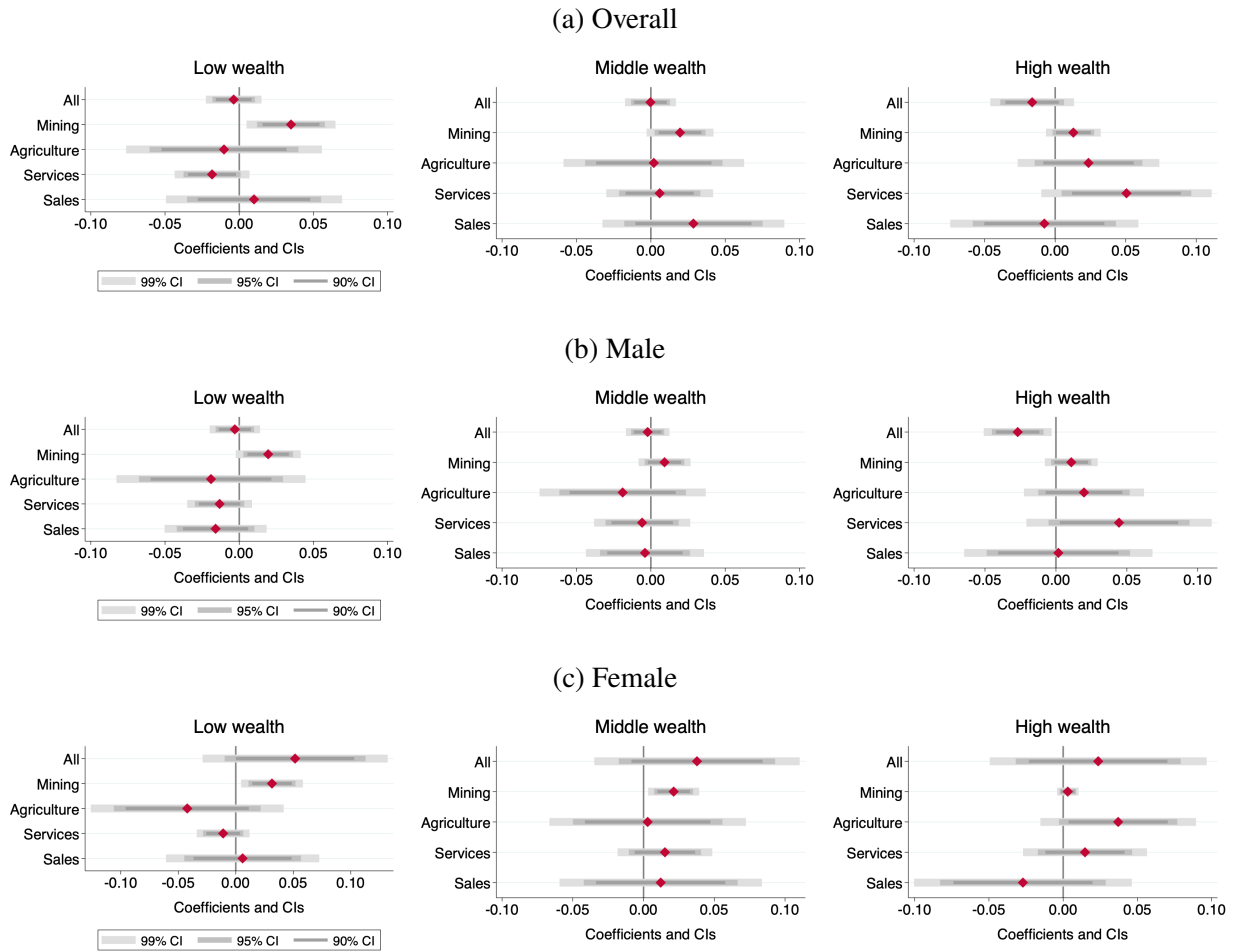 (a) Overall
Low wealth
All
Mining
Agriculture
Services
Sales
-0.10 -0.05 0.00 0.05 0.10
Coefficients and CIs
99% CI 95% CI 90% CI
Middle wealth
All
Mining
Agriculture
Services
Sales
-0.10 -0.05 0.00 0.05 0.10
Coefficients and CIs
High wealth
All
Mining
Agriculture
Services
Sales
-0.10 -0.05 0.00 0.05 0.10
Coefficients and CIs
(b) Male
Low wealth
All
Mining
Agriculture
Services
Sales
-0.10 -0.05 0.00 0.05 0.10
Coefficients and CIs
99% CI 95% CI 90% CI
Middle wealth
All
Mining
Agriculture
Services
Sales
-0.10 -0.05 0.00 0.05 0.10
Coefficients and CIs
High wealth
All
Mining
Agriculture
Services
Sales
-0.10 -0.05 0.00 0.05 0.10
Coefficients and CIs
(c) Female
Low wealth
All
Mining
Agriculture
Services
Sales
-0.10 -0.05 0.00 0.05 0.10
Coefficients and CIs
99% CI 95% CI 90% CI
Middle wealth
All
Mining
Agriculture
Services
Sales
-0.10 -0.05 0.00 0.05 0.10
Coefficients and CIs
High wealth
All
Mining
Agriculture
Services
Sales
-0.10 -0.05 0.00 0.05 0.10
Coefficients and CIs